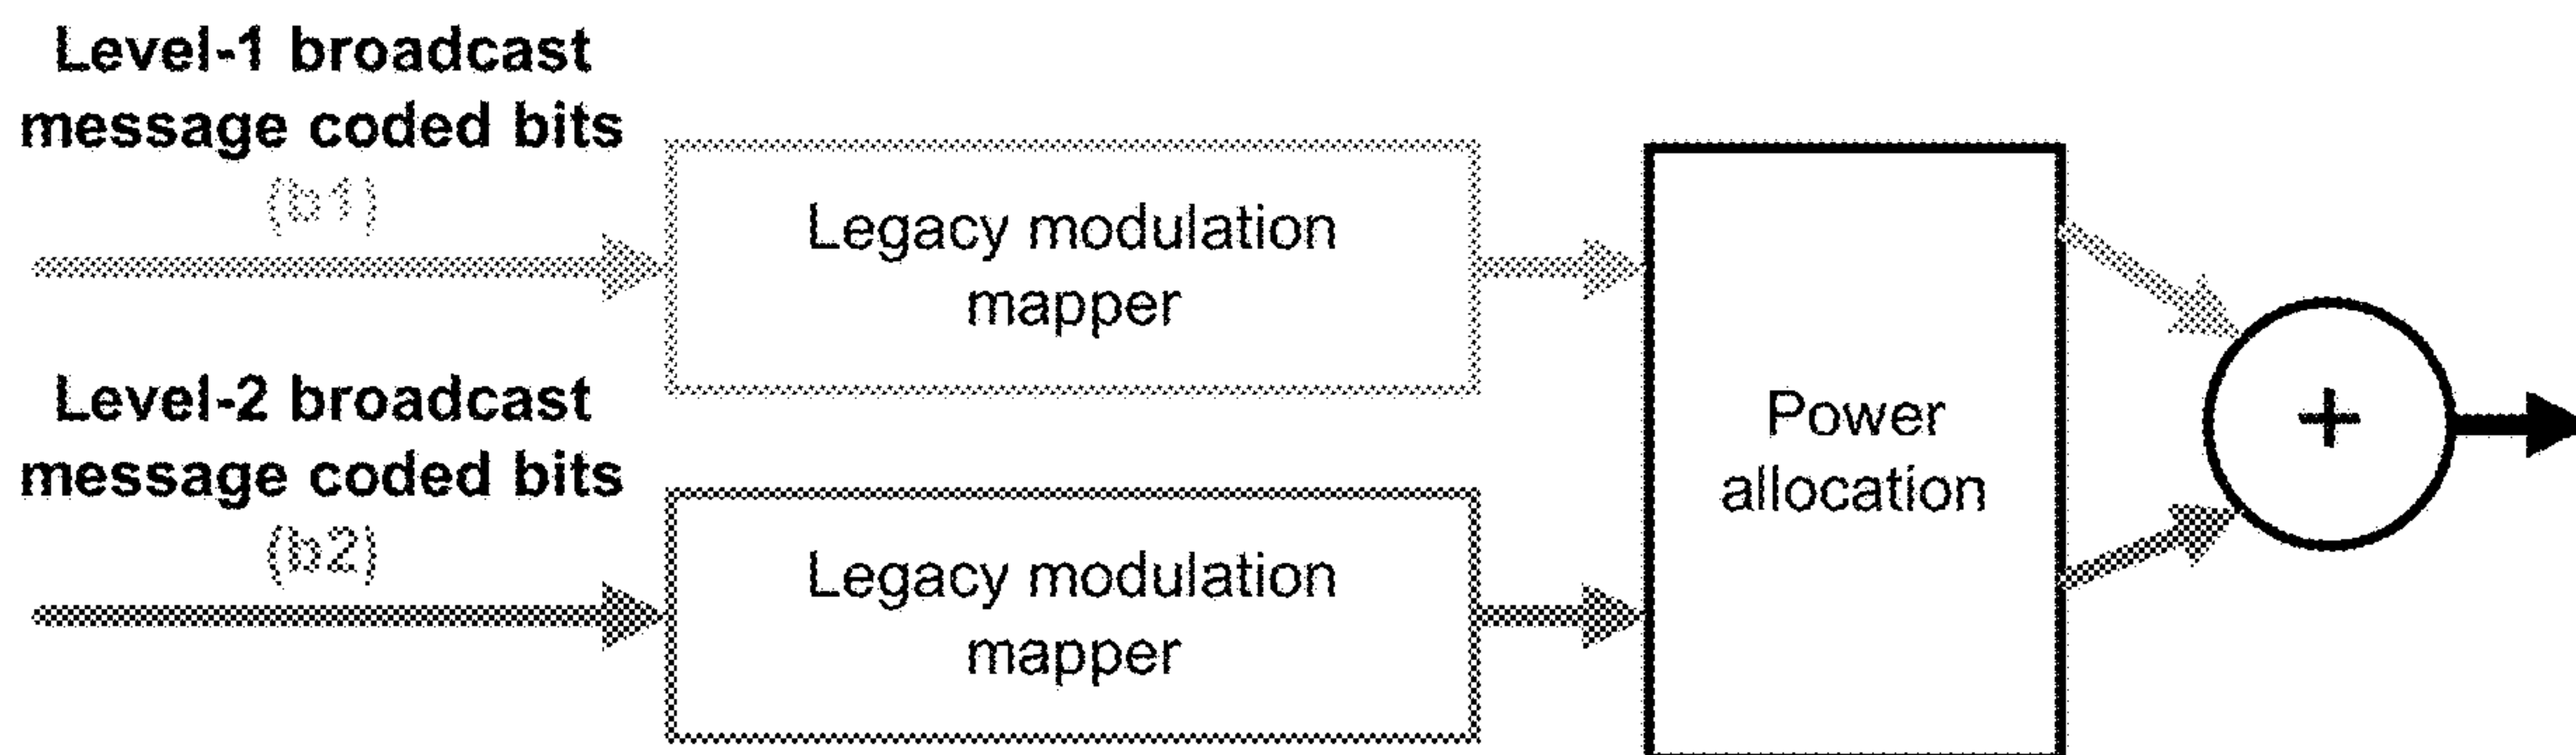 Level-1 broadcast
message coded bits
(b1)
Legacy modulation
mapper
Level-2 broadcast
message coded bits
(b2)
Legacy modulation
mapper
Power
allocation
+